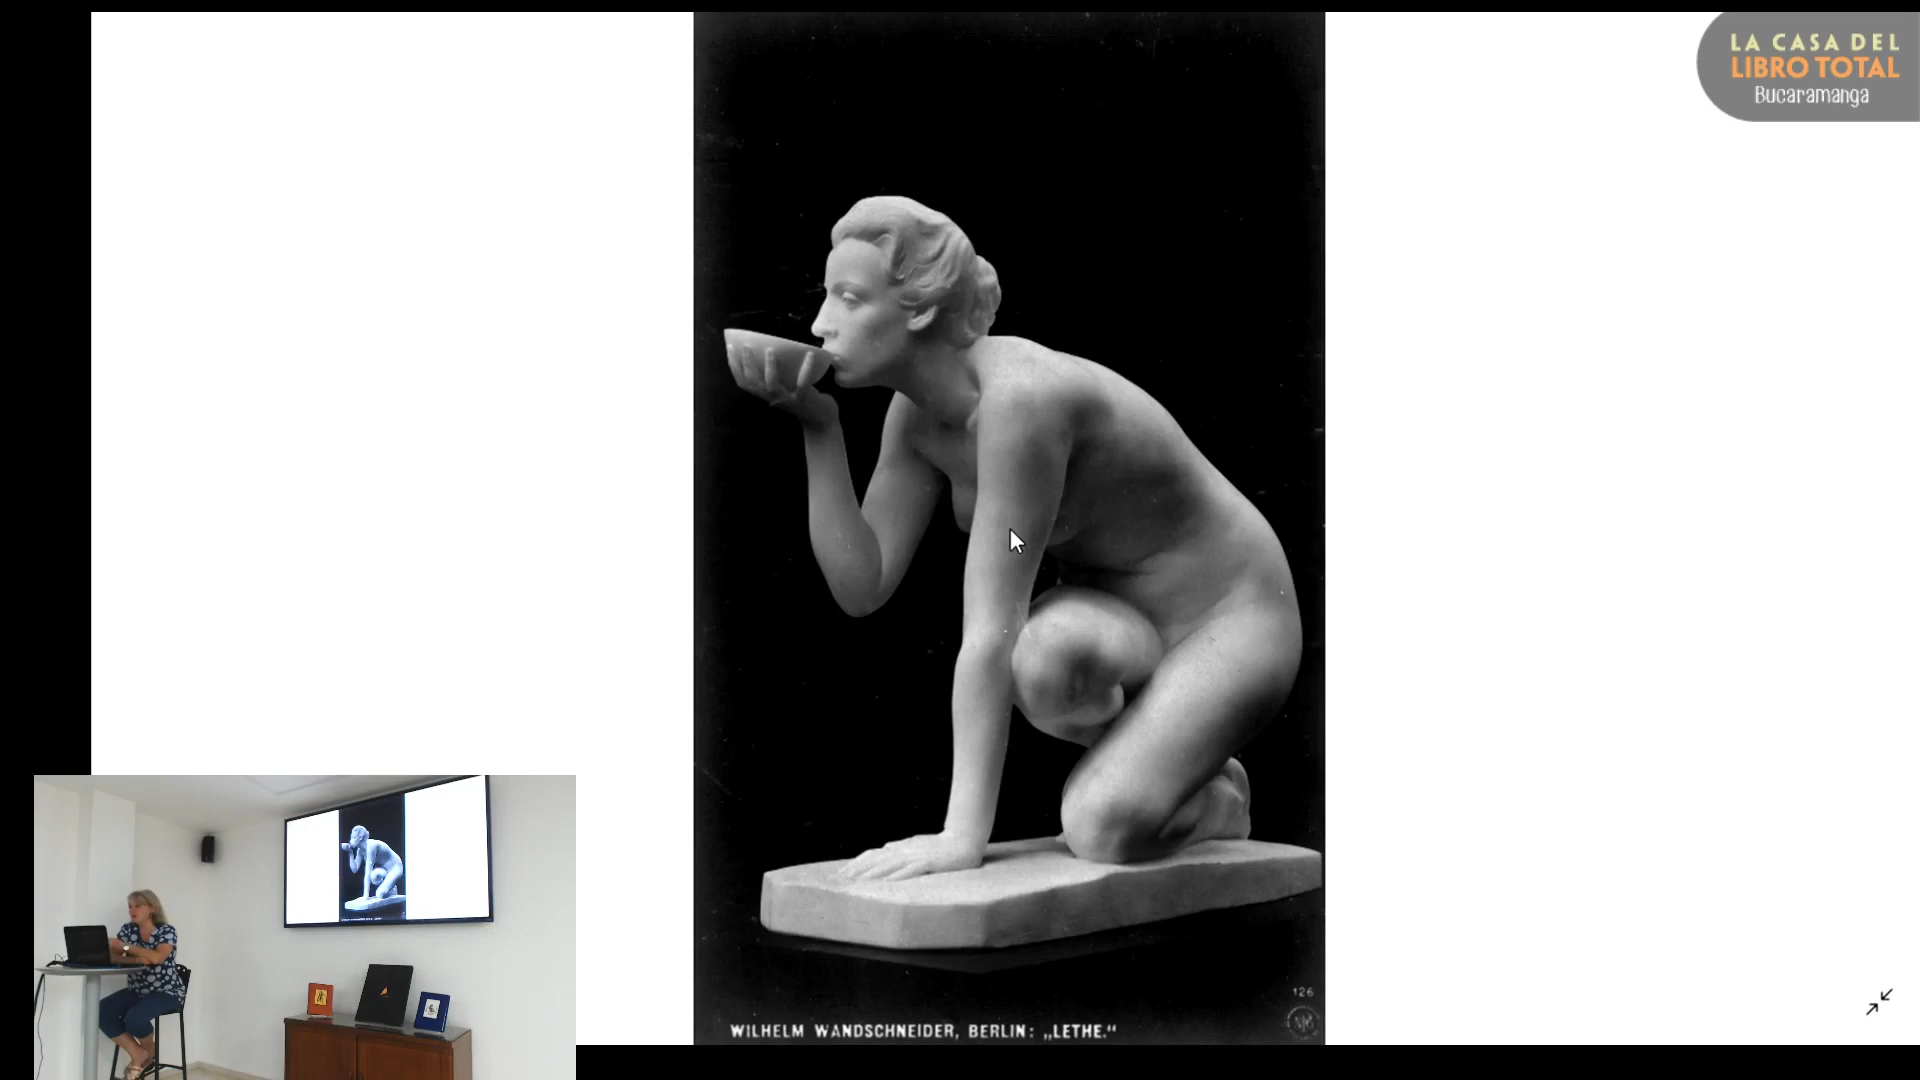 LA CASA DEL
LIBRO TOTAL
Bucaramanga
126
WILHELM WANDSCHNEIDER, BERLIN: „LETHE.“